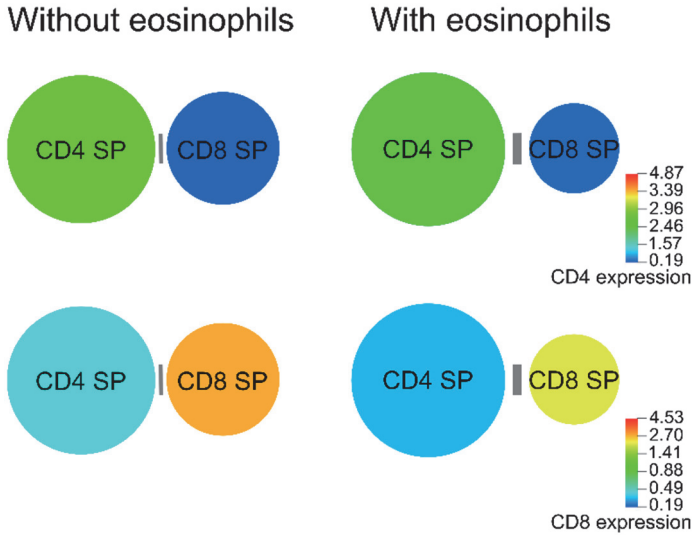 Without eosinophils
With eosinophils
CD4 SP
CD8 SP
CD4 SP
CD8 SP
4.87
3.39
2.96
2.46
1.57
0.19
CD4 expression
CD4 SP
CD8 SP
CD4 SP
CD8 SP
4.53
2.70
1.41
0.88
0.49
0.19
CD8 expression